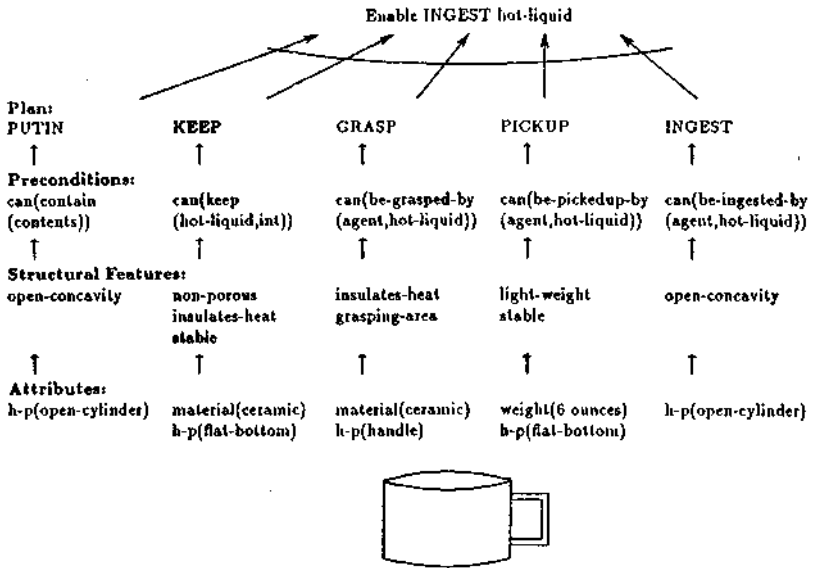 Enable INGEST hot-liquid
Plan:
PUTIN KEEP GRASP PICKUP INGEST
Preconditions:
can(contain can(keep can(be-grasped-by can(be-pickedup-by can(be-ingested-by
(contents)) (hot-liquid,int)) (agent,hot-liquid)) (agent,hot-liquid)) (agent,hot-liquid))
Structural Features:
open-concavity non-porous insulates-heat light-weight open-concavity
insulates-heat grasping-area stable
stable
Attributes:
h-p(open-cylinder) material(ceramic) material(ceramic) weight(6 ounces) h-p(open-cylinder)
h-p(flat-bottom) h-p(handle) h-p(flat-bottom)